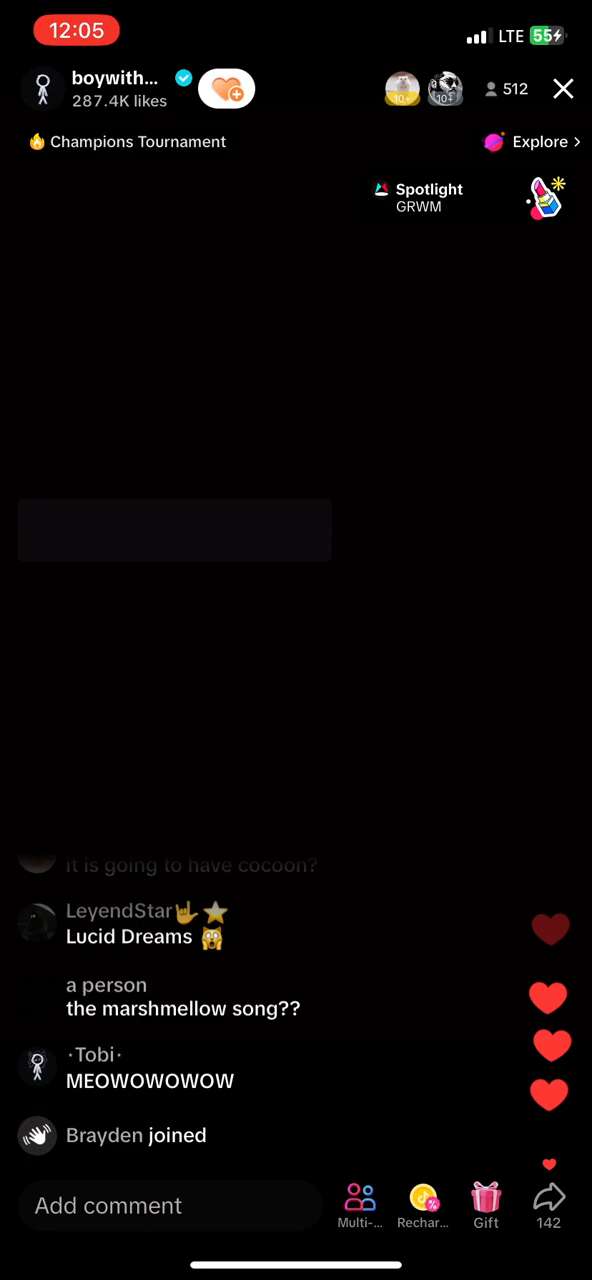 12:05
LTE 55
boywith...
287.4K likes
10+
10+
512
Champions Tournament
Explore >
Spotlight
GRWM
it is going to have cocoon?
LeyendStar🤟⭐
Lucid Dreams 🙀
a person
the marshmellow song??
·Tobi·
MEOWOWOWOW
Brayden joined
Add comment
Multi-...
Rechar...
Gift
142